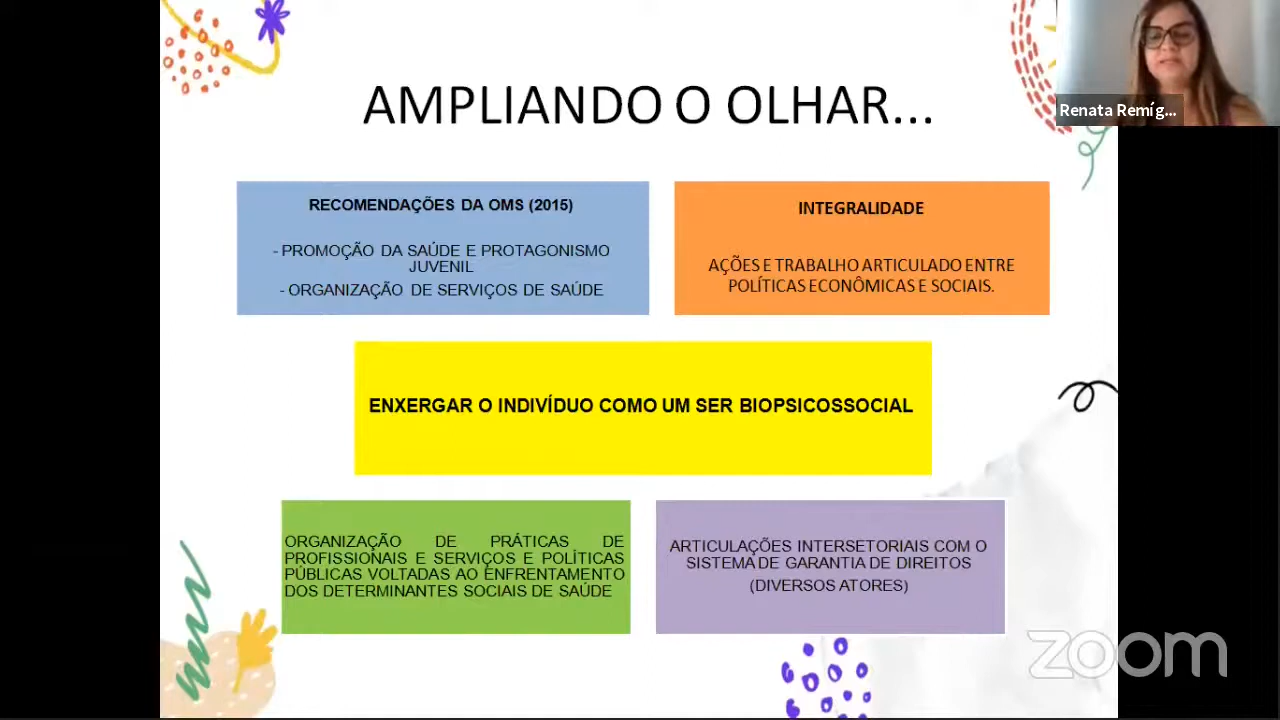 AMPLIANDO O OLHAR...
Renata Remíg...
RECOMENDAÇÕES DA OMS (2015)
- PROMOÇÃO DA SAÚDE E PROTAGONISMO
JUVENIL
- ORGANIZAÇÃO DE SERVIÇOS DE SAÚDE
INTEGRALIDADE
AÇÕES E TRABALHO ARTICULADO ENTRE
POLÍTICAS ECONÔMICAS E SOCIAIS.
ENXERGAR O INDIVÍDUO COMO UM SER BIOPSICOSSOCIAL
ORGANIZAÇÃO DE PRÁTICAS DE
PROFISSIONAIS E SERVIÇOS E POLÍTICAS
PÚBLICAS VOLTADAS AO ENFRENTAMENTO
DOS DETERMINANTES SOCIAIS DE SAÚDE
ARTICULAÇÕES INTERSETORIAIS COM O
SISTEMA DE GARANTIA DE DIREITOS
(DIVERSOS ATORES)
zoom